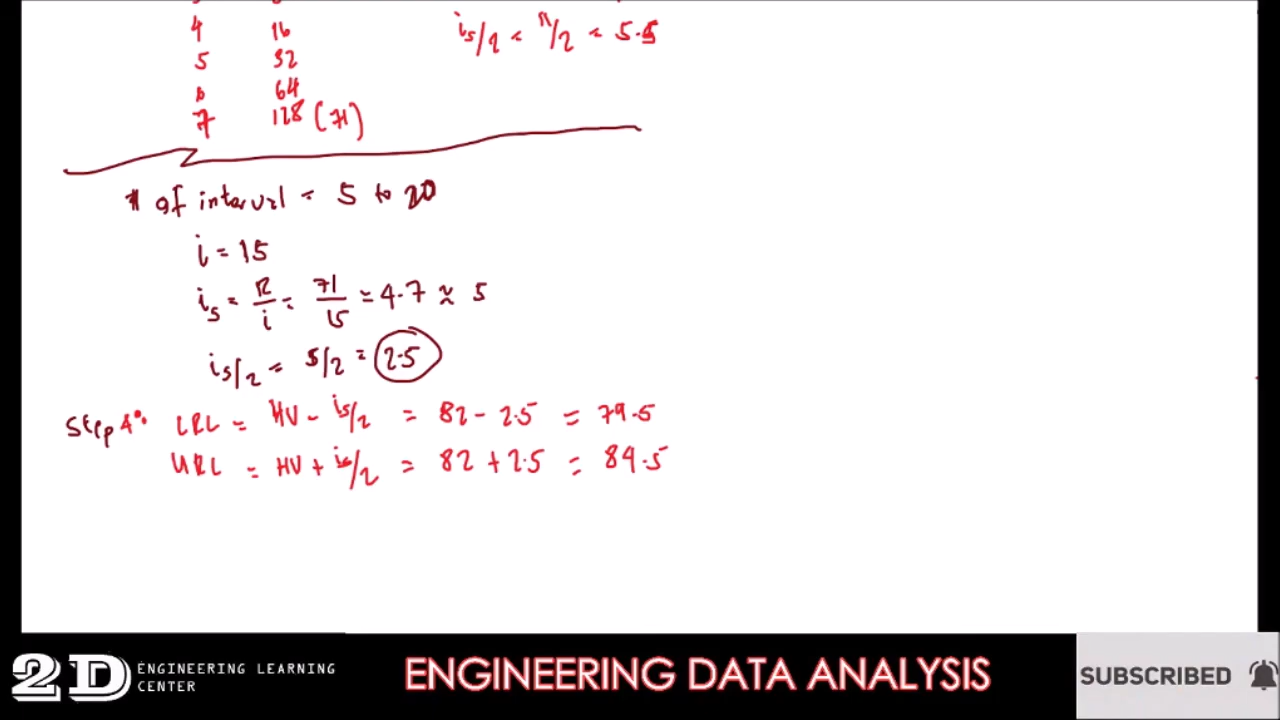 4 16
is/2 = 11/2 = 5.5
5 32
6 64
7 128 (71)
# of interval = 5 to 20
i = 15
is = R/i = 71/15 = 4.7 ≈ 5
is/2 = 5/2 = 2.5
Step 4: LRL = HV - is/2 = 82 - 2.5 = 79.5
URL = HV + is/2 = 82 + 2.5 = 84.5
2D ENGINEERING LEARNING
CENTER
ENGINEERING DATA ANALYSIS
SUBSCRIBED